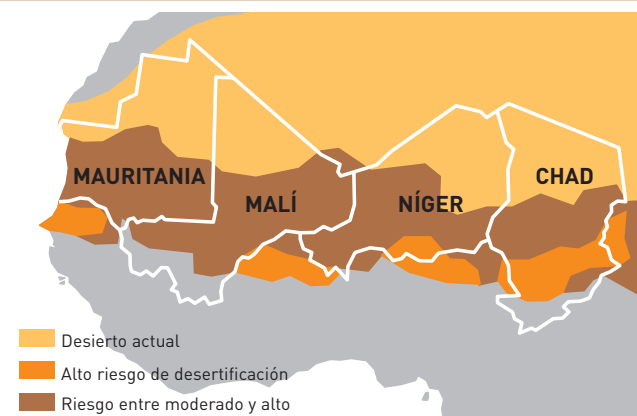 MAURITANIA
MALÍ
NÍGER
CHAD
Desierto actual
Alto riesgo de desertificación
Riesgo entre moderado y alto